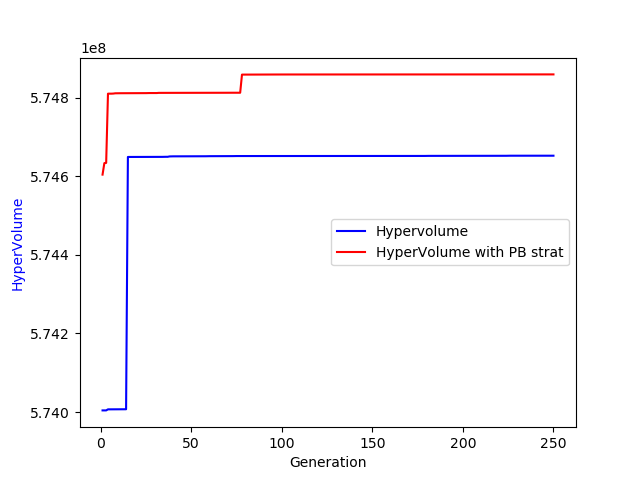 1e8
5.748
5.746
5.744
5.742
5.740
HyperVolume
Hypervolume
HyperVolume with PB strat
0
50
100
150
200
250
Generation